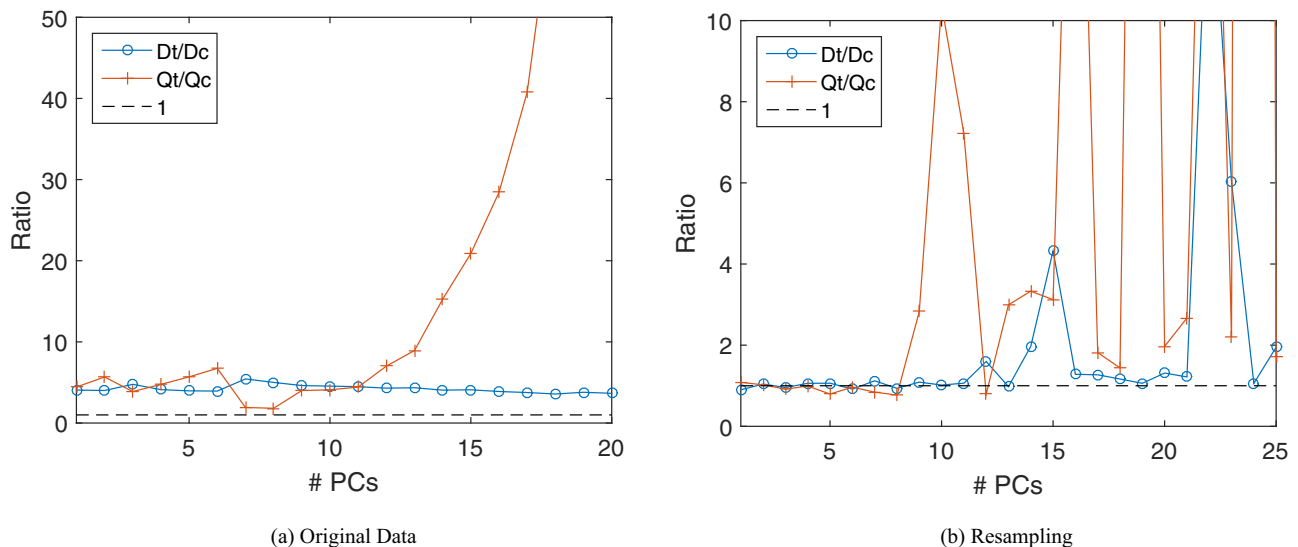 50
40
30
20
10
0
Ratio
Dt/Dc
Qt/Qc
1
5 10 15 20
# PCs
(a) Original Data
10
8
6
4
2
0
Ratio
Dt/Dc
Qt/Qc
1
5 10 15 20 25
# PCs
(b) Resampling